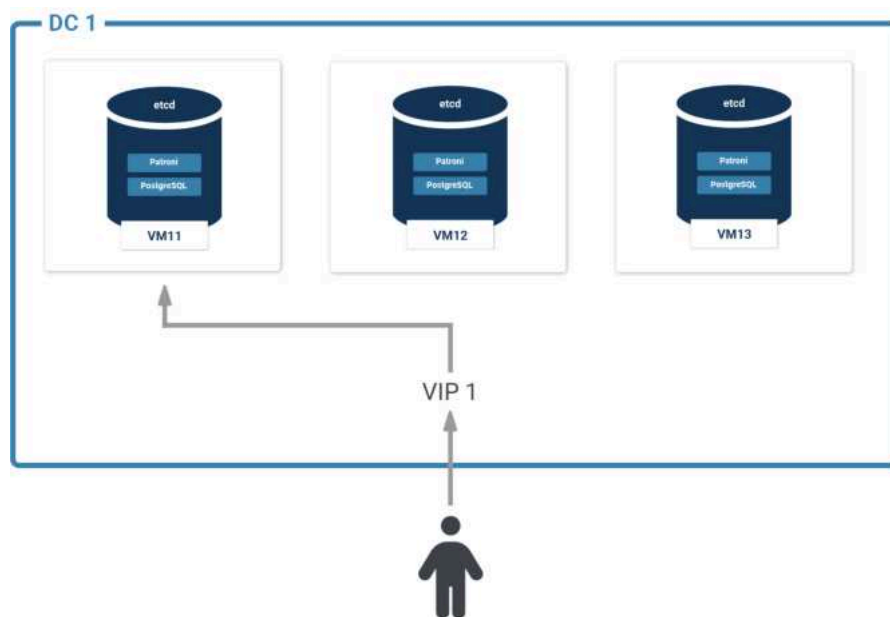 DC 1
etcd
Patroni
PostgreSQL
VM11
etcd
Patroni
PostgreSQL
VM12
etcd
Patroni
PostgreSQL
VM13
VIP 1